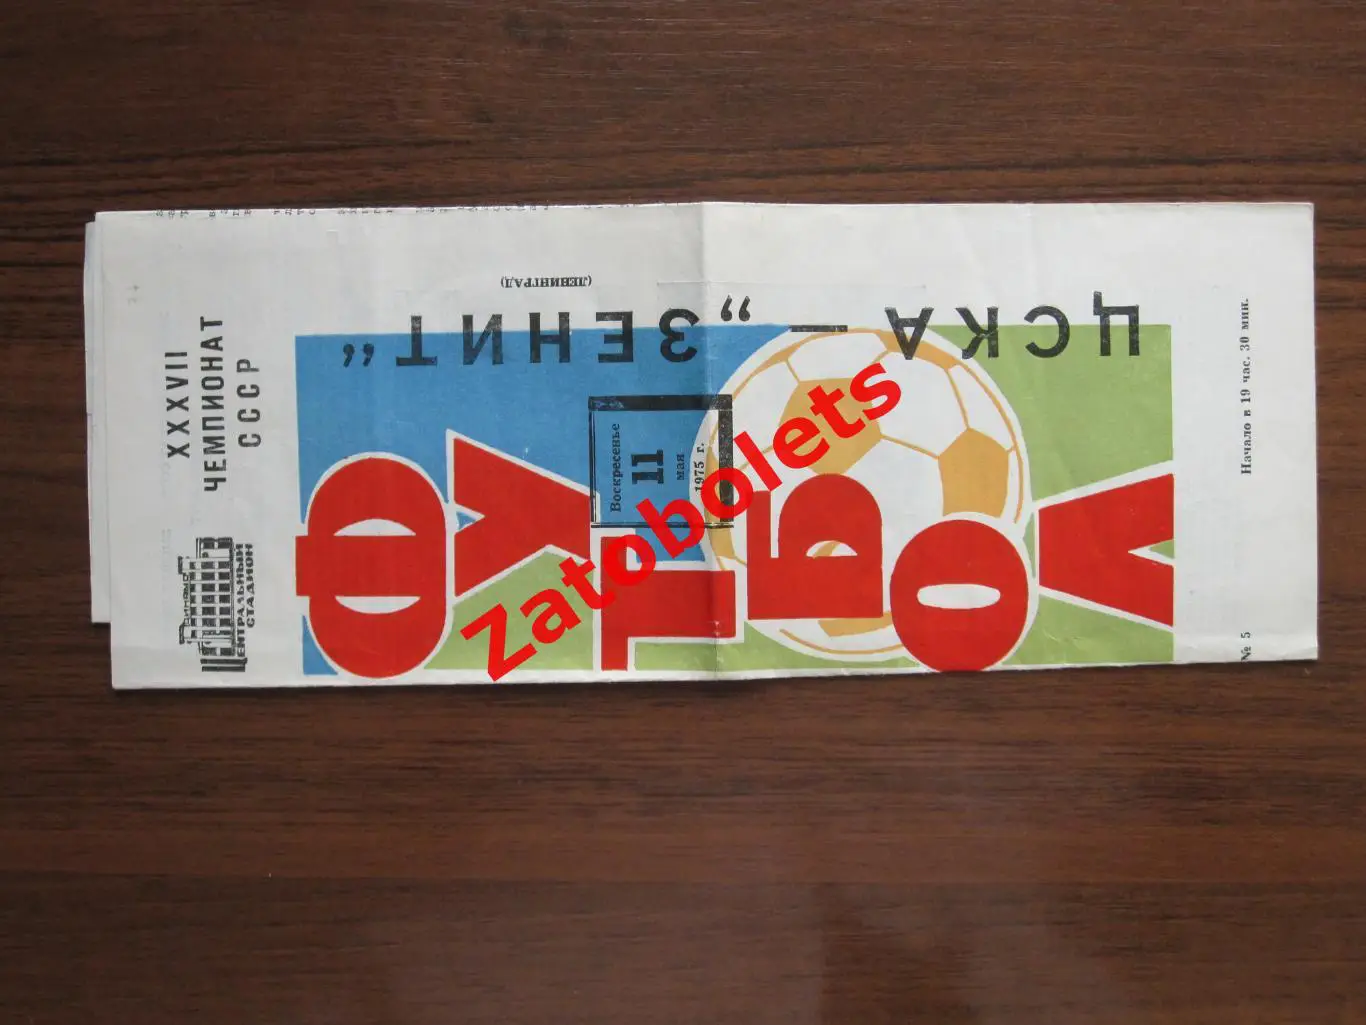 Динамо
ЦЕНТРАЛЬНЫЙ
СТАДИОН
XXXVII
ЧЕМПИОНАТ
СССР
ФУТБОЛ
Воскресенье
11
мая
1975 г.
ЦСКА — „ЗЕНИТ“
(ЛЕНИНГРАД)
№ 5
Начало в 19 час. 30 мин.
Zatobolets